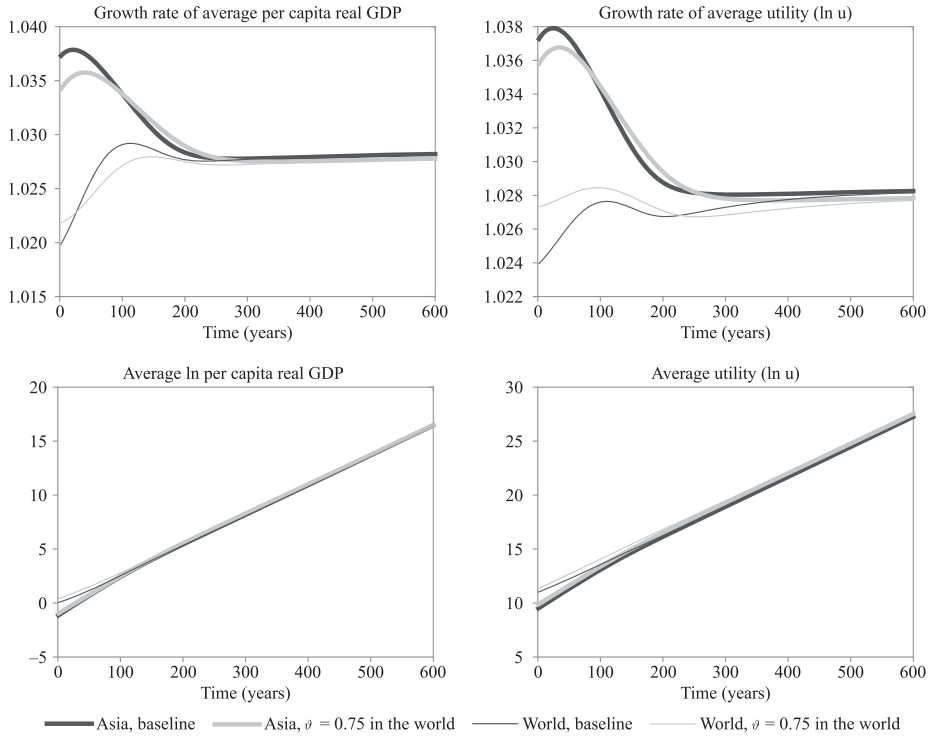 Growth rate of average per capita real GDP
1.040
1.035
1.030
1.025
1.020
1.015
0 100 200 300 400 500 600
Time (years)
Growth rate of average utility (ln u)
1.038
1.036
1.034
1.032
1.030
1.028
1.026
1.024
1.022
0 100 200 300 400 500 600
Time (years)
Average ln per capita real GDP
20
15
10
5
0
–5
0 100 200 300 400 500 600
Time (years)
Average utility (ln u)
30
25
20
15
10
5
0 100 200 300 400 500 600
Time (years)
Asia, baseline Asia, ϑ = 0.75 in the world World, baseline World, ϑ = 0.75 in the world